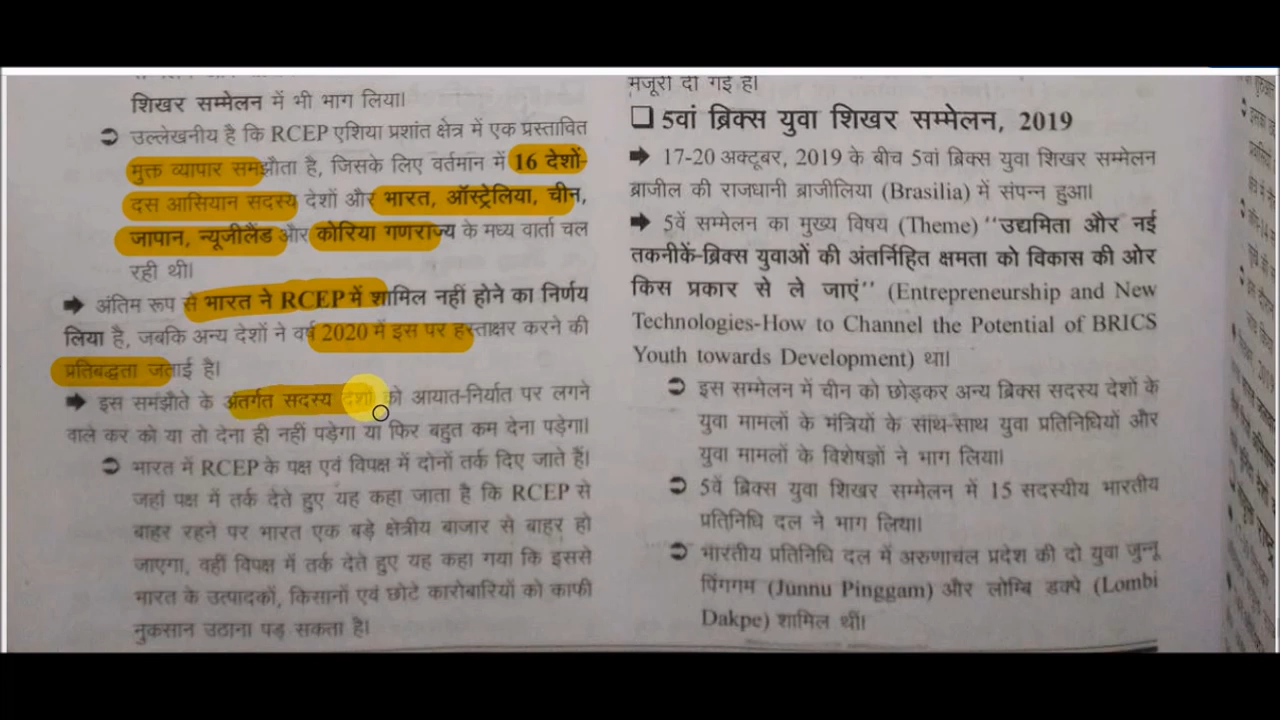 शिखर सम्मेलन में भी भाग लिया।
➲ उल्लेखनीय है कि RCEP एशिया प्रशांत क्षेत्र में एक प्रस्तावित
मुक्त व्यापार समझौता है, जिसके लिए वर्तमान में 16 देशों-
दस आसियान सदस्य देशों और भारत, ऑस्ट्रेलिया, चीन,
जापान, न्यूजीलैंड और कोरिया गणराज्य के मध्य वार्ता चल
रही थी।
➡ अंतिम रूप से भारत ने RCEP में शामिल नहीं होने का निर्णय
लिया है, जबकि अन्य देशों ने वर्ष 2020 में इस पर हस्ताक्षर करने की
प्रतिबद्धता जताई है।
➡ इस समझौते के अंतर्गत सदस्य देशों को आयात-निर्यात पर लगने
वाले कर को या तो देना ही नहीं पड़ेगा या फिर बहुत कम देना पड़ेगा।
➲ भारत में RCEP के पक्ष एवं विपक्ष में दोनों तर्क दिए जाते हैं।
जहां पक्ष में तर्क देते हुए यह कहा जाता है कि RCEP से
बाहर रहने पर भारत एक बड़े क्षेत्रीय बाजार से बाहर हो
जाएगा, वहीं विपक्ष में तर्क देते हुए यह कहा गया कि इससे
भारत के उत्पादकों, किसानों एवं छोटे कारोबारियों को काफी
नुकसान उठाना पड़ सकता है।
मंजूरी दी गई है।
❑ 5वां ब्रिक्स युवा शिखर सम्मेलन, 2019
➡ 17-20 अक्टूबर, 2019 के बीच 5वां ब्रिक्स युवा शिखर सम्मेलन
ब्राजील की राजधानी ब्राजीलिया (Brasilia) में संपन्न हुआ।
➡ 5वें सम्मेलन का मुख्य विषय (Theme) "उद्यमिता और नई
तकनीकें-ब्रिक्स युवाओं की अंतर्निहित क्षमता को विकास की ओर
किस प्रकार से ले जाएं" (Entrepreneurship and New
Technologies-How to Channel the Potential of BRICS
Youth towards Development) था।
➲ इस सम्मेलन में चीन को छोड़कर अन्य ब्रिक्स सदस्य देशों के
युवा मामलों के मंत्रियों के साथ-साथ युवा प्रतिनिधियों और
युवा मामलों के विशेषज्ञों ने भाग लिया।
➲ 5वें ब्रिक्स युवा शिखर सम्मेलन में 15 सदस्यीय भारतीय
प्रतिनिधि दल ने भाग लिया।
➲ भारतीय प्रतिनिधि दल में अरुणाचल प्रदेश की दो युवा जुन्नू
पिंगगम (Junnu Pinggam) और लोम्बि डक्पे (Lombi
Dakpe) शामिल थीं।